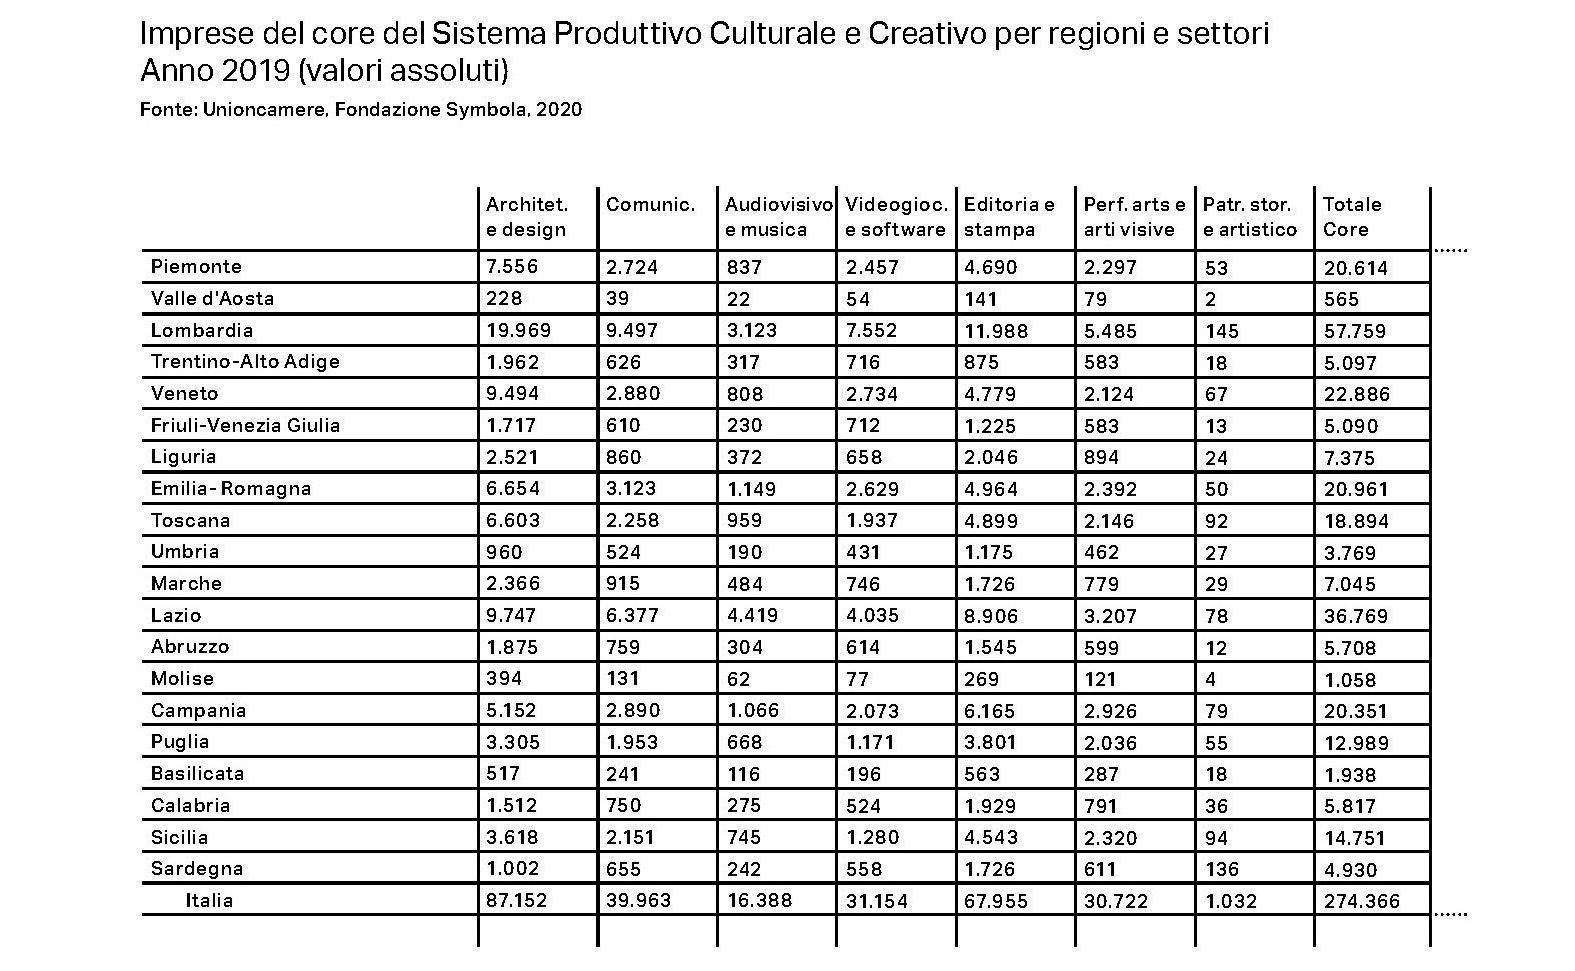 Imprese del core del Sistema Produttivo Culturale e Creativo per regioni e settori
Anno 2019 (valori assoluti)
Fonte: Unioncamere, Fondazione Symbola, 2020
Architet. e design Comunic. Audiovisivo e musica Videogioc. e software Editoria e stampa Perf. arts e arti visive Patr. stor. e artistico Totale Core
Piemonte 7.556 2.724 837 2.457 4.690 2.297 53 20.614
Valle d'Aosta 228 39 22 54 141 79 2 565
Lombardia 19.969 9.497 3.123 7.552 11.988 5.485 145 57.759
Trentino-Alto Adige 1.962 626 317 716 875 583 18 5.097
Veneto 9.494 2.880 808 2.734 4.779 2.124 67 22.886
Friuli-Venezia Giulia 1.717 610 230 712 1.225 583 13 5.090
Liguria 2.521 860 372 658 2.046 894 24 7.375
Emilia- Romagna 6.654 3.123 1.149 2.629 4.964 2.392 50 20.961
Toscana 6.603 2.258 959 1.937 4.899 2.146 92 18.894
Umbria 960 524 190 431 1.175 462 27 3.769
Marche 2.366 915 484 746 1.726 779 29 7.045
Lazio 9.747 6.377 4.419 4.035 8.906 3.207 78 36.769
Abruzzo 1.875 759 304 614 1.545 599 12 5.708
Molise 394 131 62 77 269 121 4 1.058
Campania 5.152 2.890 1.066 2.073 6.165 2.926 79 20.351
Puglia 3.305 1.953 668 1.171 3.801 2.036 55 12.989
Basilicata 517 241 116 196 563 287 18 1.938
Calabria 1.512 750 275 524 1.929 791 36 5.817
Sicilia 3.618 2.151 745 1.280 4.543 2.320 94 14.751
Sardegna 1.002 655 242 558 1.726 611 136 4.930
Italia 87.152 39.963 16.388 31.154 67.955 30.722 1.032 274.366